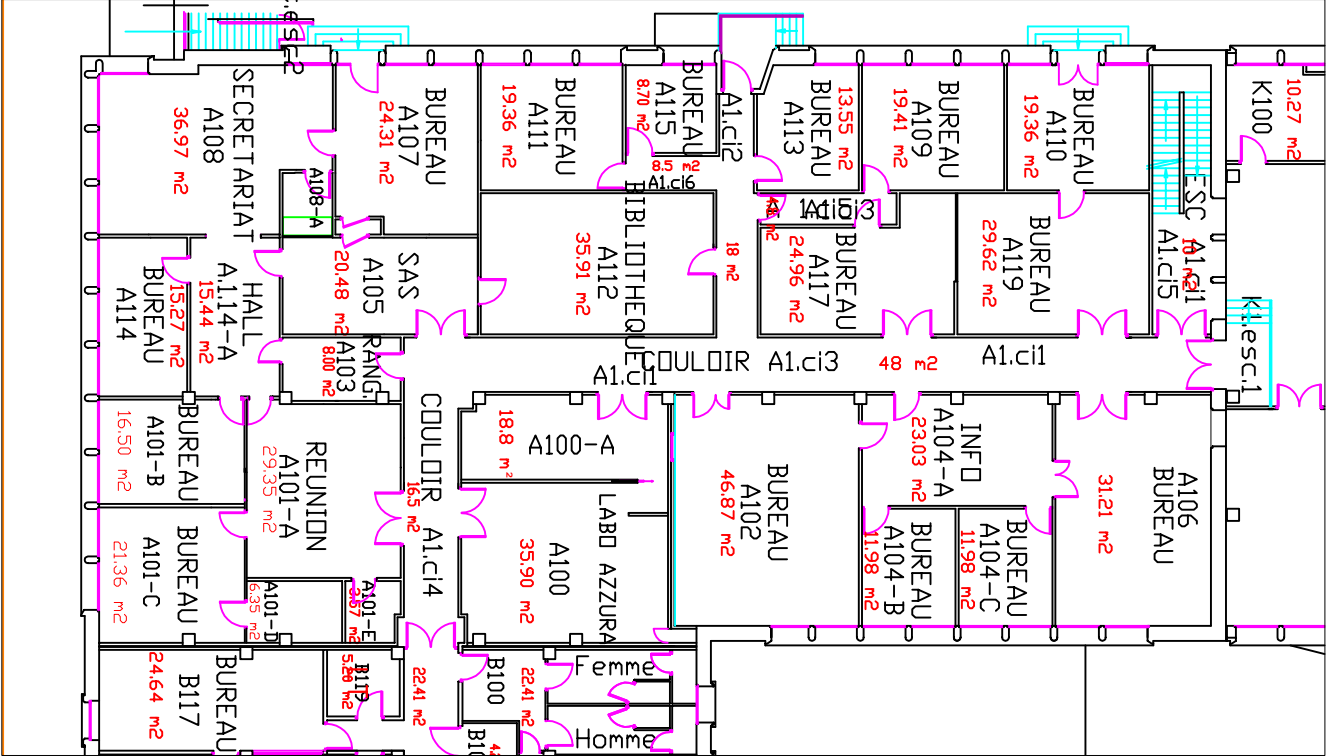 SECRETARIAT
A108
36.97 m2
A108-A
BUREAU
A107
24.31 m2
BUREAU
A111
19.36 m2
BUREAU
A115
8.70 m2
A1.ci2
8.5 m2
A1.ci6
13.55 m2
BUREAU
A113
BUREAU
A109
19.41 m2
BUREAU
A110
19.36 m2
10.27 m2
K100
BUREAU
A114
15.27 m2
HALL
A1.114-A
15.44 m2
SAS
A105
20.48 m2
RANG.
A103
8.00 m2
BIBLIOTHEQUE
A112
35.91 m2
18 m2
BUREAU
A117
24.96 m2
BUREAU
A119
29.62 m2
ESC A1.ci1
A1.ci5
K1.esc.1
COULOIR A1.ci3
48 m2
A1.ci1
A1.ci1
BUREAU
A101-B
16.50 m2
REUNION
A101-A
29.35 m2
COULOIR A1.ci4
16.5 m2
A100-A
18.8 m²
LABO AZZURA
A100
35.90 m2
BUREAU
A102
46.87 m2
INFO
A104-A
23.03 m2
A106
BUREAU
31.21 m2
BUREAU
A101-C
21.36 m2
A101-D
6.35 m2
A101-E
3.57 m2
BUREAU
A104-B
11.98 m2
BUREAU
A104-C
11.98 m2
BUREAU
B117
24.64 m2
B119
22.41 m2
B100
22.41 m2
Femme
Homme